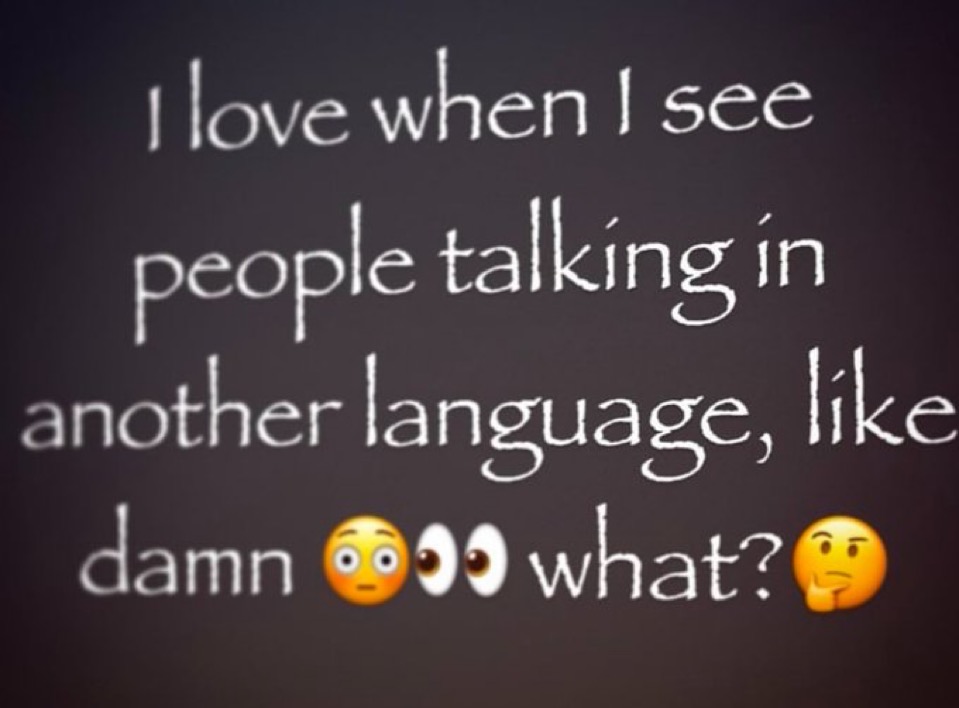 I love when I see
people talking in
another language, like
damn 😳👀 what?🤔